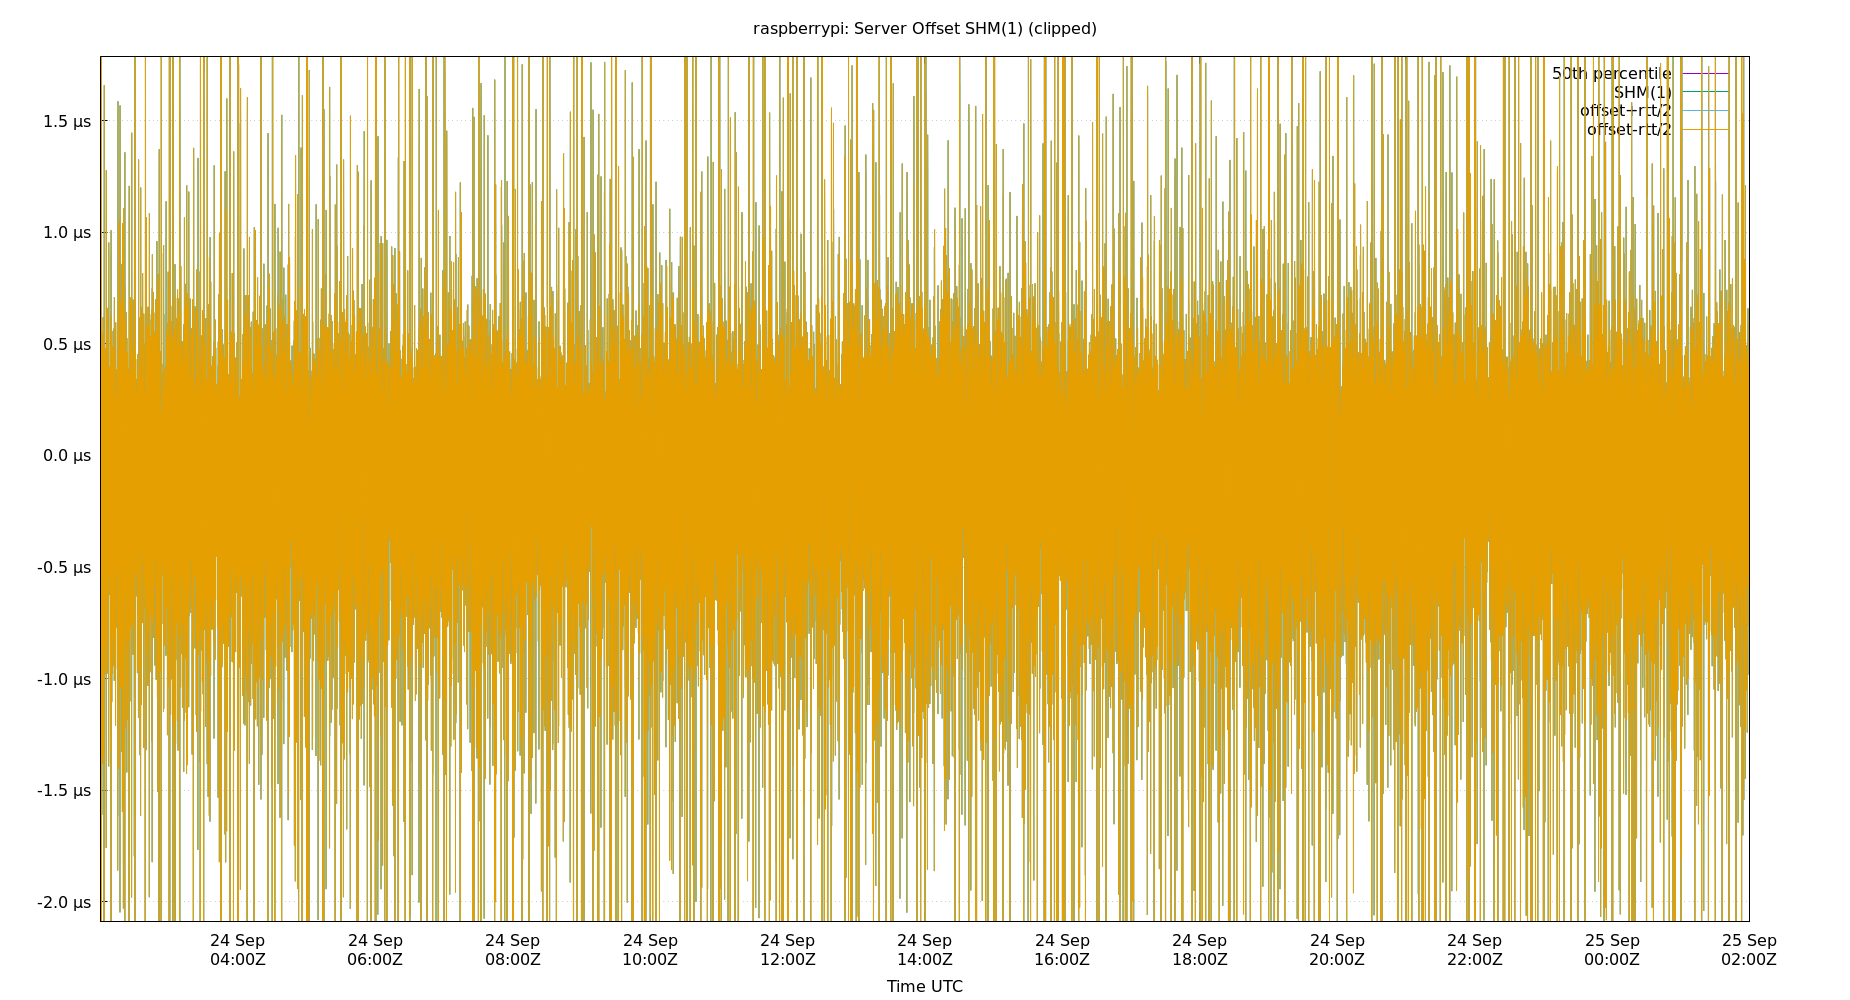 raspberrypi: Server Offset SHM(1) (clipped)
50th percentile
SHM(1)
offset+rtt/2
offset-rtt/2
1.5 µs
1.0 µs
0.5 µs
0.0 µs
-0.5 µs
-1.0 µs
-1.5 µs
-2.0 µs
24 Sep 24 Sep 24 Sep 24 Sep 24 Sep 24 Sep 24 Sep 24 Sep 24 Sep 24 Sep 25 Sep 25 Sep
04:00Z 06:00Z 08:00Z 10:00Z 12:00Z 14:00Z 16:00Z 18:00Z 20:00Z 22:00Z 00:00Z 02:00Z
Time UTC